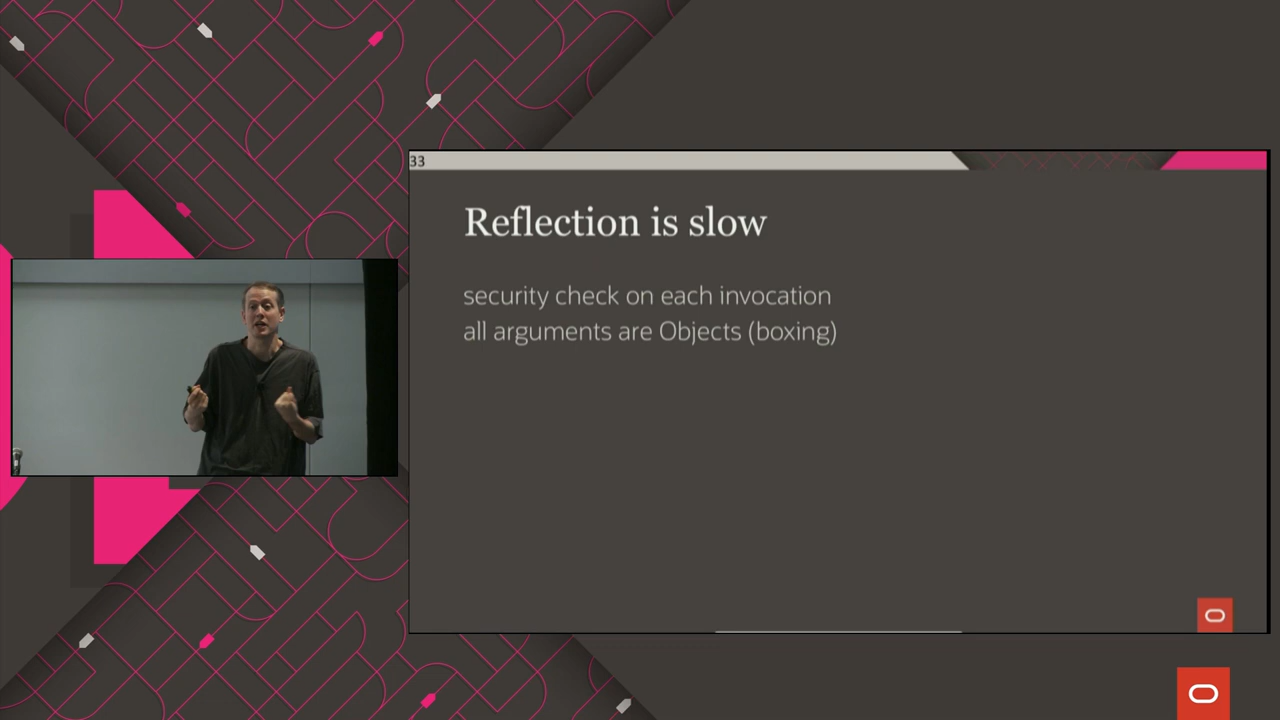 33
Reflection is slow
security check on each invocation
all arguments are Objects (boxing)